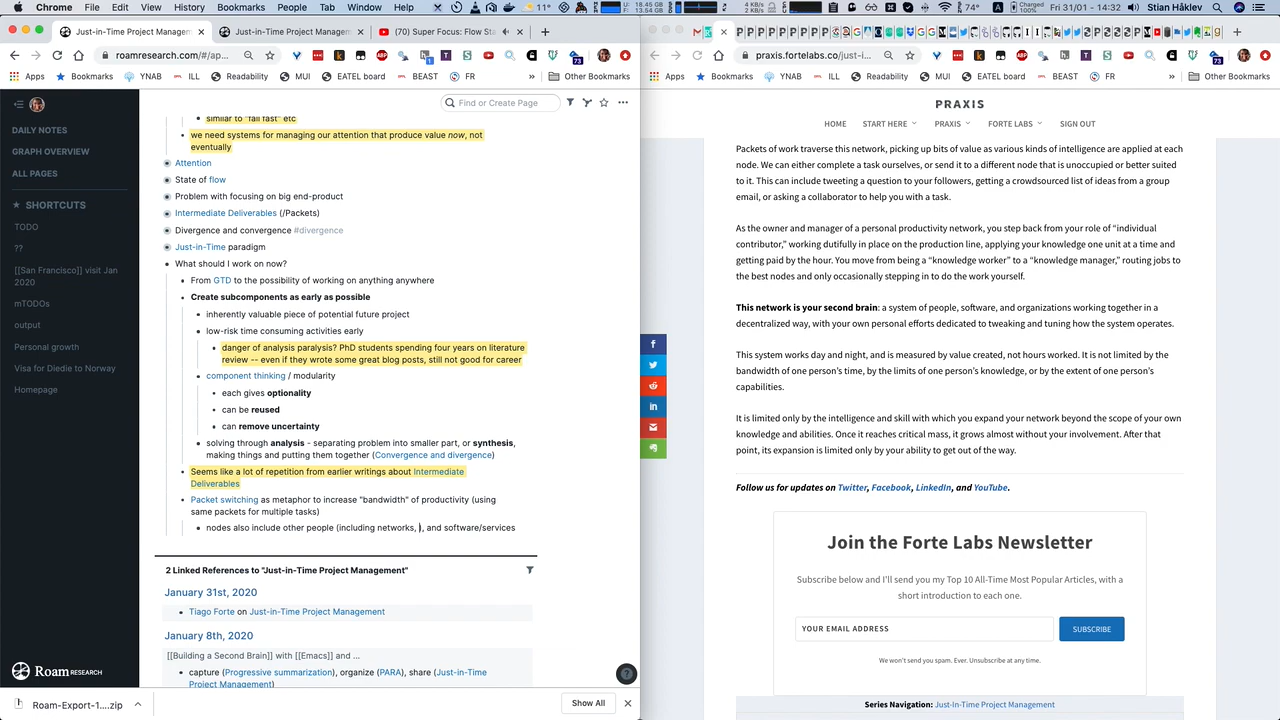 Chrome File Edit View History Bookmarks People Tab Window Help
U: 18.46 GB
F: 13.54 GB
4 KB/s
2 KB/s
74°
Charged
100%
Fri 31/01 - 14:32 Stian Håklev
Just-in-Time Project Managem
Just-in-Time Project Managem
(70) Super Focus: Flow Sta
roamresearch.com/#/ap...
Apps Bookmarks YNAB ILL Readability MUI EATEL board BEAST FR » Other Bookmarks
DAILY NOTES
GRAPH OVERVIEW
ALL PAGES
★ SHORTCUTS
TODO
??
[[San Francisco]] visit Jan
2020
mTODOs
output
Personal growth
Visa for Diedie to Norway
Homepage
Roam RESEARCH
Find or Create Page
similar to "fail fast" etc
we need systems for managing our attention that produce value now, not
eventually
Attention
State of flow
Problem with focusing on big end-product
Intermediate Deliverables (/Packets)
Divergence and convergence #divergence
Just-in-Time paradigm
What should I work on now?
From GTD to the possibility of working on anything anywhere
Create subcomponents as early as possible
inherently valuable piece of potential future project
low-risk time consuming activities early
danger of analysis paralysis? PhD students spending four years on literature
review -- even if they wrote some great blog posts, still not good for career
component thinking / modularity
each gives optionality
can be reused
can remove uncertainty
solving through analysis - separating problem into smaller part, or synthesis,
making things and putting them together (Convergence and divergence)
Seems like a lot of repetition from earlier writings about Intermediate
Deliverables
Packet switching as metaphor to increase "bandwidth" of productivity (using
same packets for multiple tasks)
nodes also include other people (including networks, ), and software/services
2 Linked References to "Just-in-Time Project Management"
January 31st, 2020
Tiago Forte on Just-in-Time Project Management
January 8th, 2020
[[Building a Second Brain]] with [[Emacs]] and ...
capture (Progressive summarization), organize (PARA), share (Just-in-Time
Project Management)
Roam-Export-1....zip
Show All
praxis.fortelabs.co/just-i...
Apps Bookmarks YNAB ILL Readability MUI EATEL board BEAST FR » Other Bookmarks
PRAXIS
HOME START HERE PRAXIS FORTE LABS SIGN OUT
Packets of work traverse this network, picking up bits of value as various kinds of intelligence are applied at each
node. We can either complete a task ourselves, or send it to a different node that is unoccupied or better suited
to it. This can include tweeting a question to your followers, getting a crowdsourced list of ideas from a group
email, or asking a collaborator to help you with a task.
As the owner and manager of a personal productivity network, you step back from your role of “individual
contributor,” working dutifully in place on the production line, applying your knowledge one unit at a time and
getting paid by the hour. You move from being a “knowledge worker” to a “knowledge manager,” routing jobs to
the best nodes and only occasionally stepping in to do the work yourself.
This network is your second brain: a system of people, software, and organizations working together in a
decentralized way, with your own personal efforts dedicated to tweaking and tuning how the system operates.
This system works day and night, and is measured by value created, not hours worked. It is not limited by the
bandwidth of one person’s time, by the limits of one person’s knowledge, or by the extent of one person’s
capabilities.
It is limited only by the intelligence and skill with which you expand your network beyond the scope of your own
knowledge and abilities. Once it reaches critical mass, it grows almost without your involvement. After that
point, its expansion is limited only by your ability to get out of the way.
Follow us for updates on Twitter, Facebook, LinkedIn, and YouTube.
Join the Forte Labs Newsletter
Subscribe below and I'll send you my Top 10 All-Time Most Popular Articles, with a
short introduction to each one.
YOUR EMAIL ADDRESS
SUBSCRIBE
We won't send you spam. Ever. Unsubscribe at any time.
Series Navigation: Just-In-Time Project Management